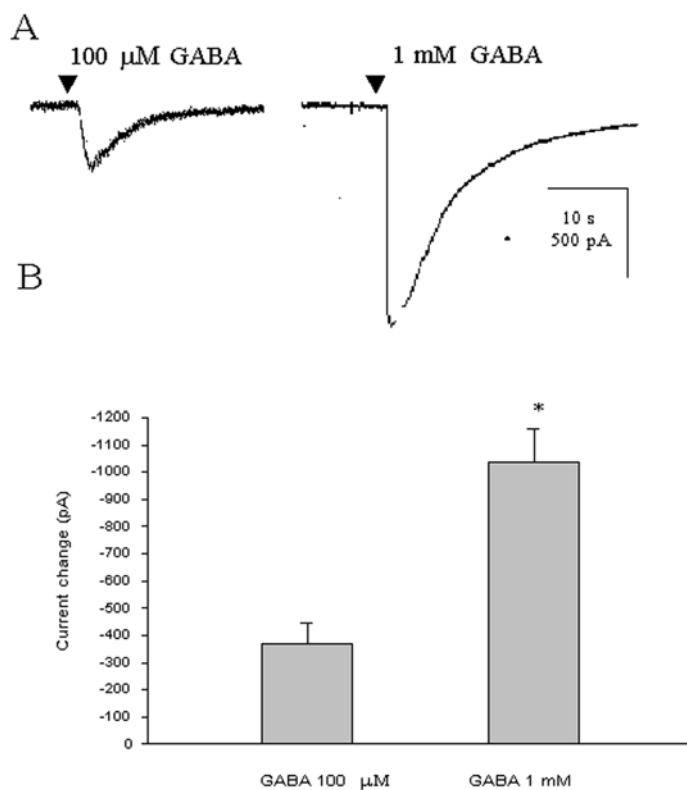 A
100 μM GABA
1 mM GABA
10 s
500 pA
B
-1200
-1100
-1000
-900
-800
-700
-600
-500
-400
-300
-200
-100
0
Current change (pA)
*
GABA 100 μM
GABA 1 mM